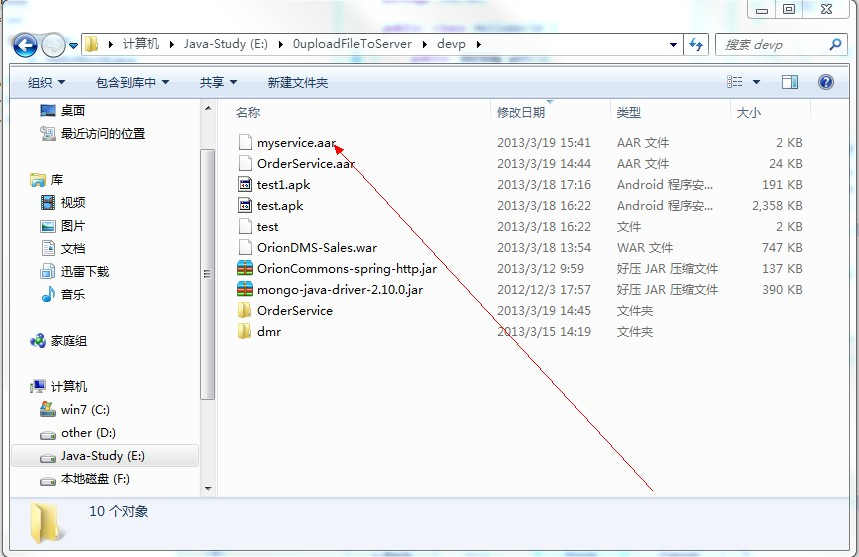 计算机 Java-Study (E:) 0uploadFileToServer devp 搜索 devp
组织 包含到库中 共享 新建文件夹
桌面
最近访问的位置
库
视频
图片
文档
迅雷下载
音乐
家庭组
计算机
win7 (C:)
other (D:)
Java-Study (E:)
本地磁盘 (F:)
名称 修改日期 类型 大小
myservice.aar 2013/3/19 15:41 AAR 文件 2 KB
OrderService.aar 2013/3/19 14:44 AAR 文件 24 KB
test1.apk 2013/3/18 17:16 Android 程序安... 191 KB
test.apk 2013/3/18 16:22 Android 程序安... 2,358 KB
test 2013/3/18 16:22 文件 2 KB
OrionDMS-Sales.war 2013/3/18 13:54 WAR 文件 747 KB
OrionCommons-spring-http.jar 2013/3/12 9:59 好压 JAR 压缩文件 137 KB
mongo-java-driver-2.10.0.jar 2012/12/3 17:57 好压 JAR 压缩文件 390 KB
OrderService 2013/3/19 14:45 文件夹
dmr 2013/3/15 14:19 文件夹
10 个对象